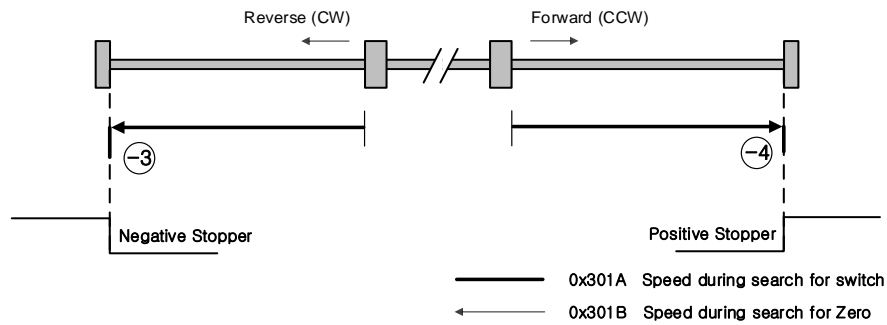 Reverse (CW) Forward (CCW)
-3 -4
Negative Stopper Positive Stopper
0x301A Speed during search for switch
0x301B Speed during search for Zero